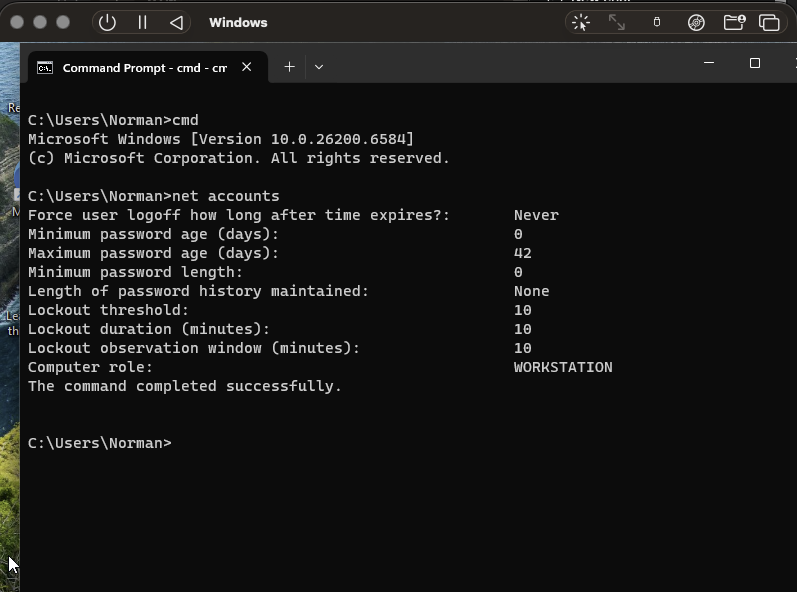 Windows
Command Prompt - cmd - cr
C:\Users\Norman>cmd
Microsoft Windows [Version 10.0.26200.6584]
(c) Microsoft Corporation. All rights reserved.
C:\Users\Norman>net accounts
Force user logoff how long after time expires?:       Never
Minimum password age (days):                          0
Maximum password age (days):                          42
Minimum password length:                              0
Length of password history maintained:                None
Lockout threshold:                                    10
Lockout duration (minutes):                           10
Lockout observation window (minutes):                 10
Computer role:                                        WORKSTATION
The command completed successfully.
C:\Users\Norman>